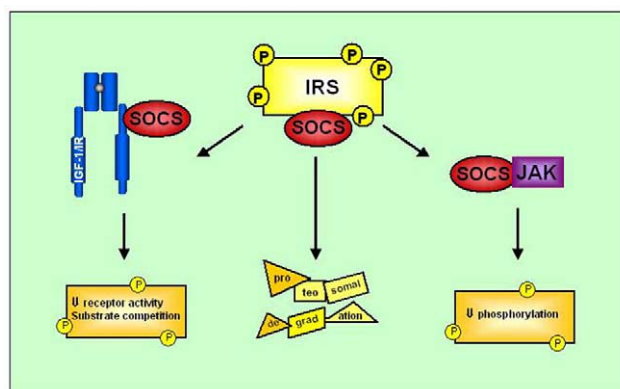 P
P
P
P
P
P
IRS
SOCS
SOCS
IGF-1/IR
SOCS JAK
P
P
P
⇓ receptor activity
Substrate competition
pro
teo
somal
de
grad
ation
P
P
P
⇓ phosphorylation